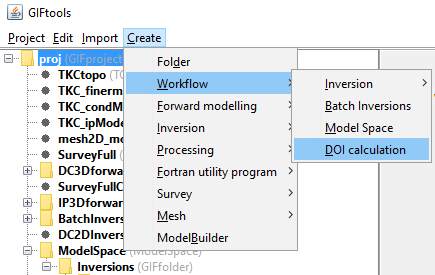 GIFtools
Project Edit Import Create
proj (GIFproject
TKCtopo (TO
TKC_finerm
TKC_condM
TKC_ipMode
mesh2D_mo
SurveyFull
DC3Dforwar
SurveyFullC
IP3Dforwar
BatchInvers
DC2DInvers
ModelSpace (ModelSpace)
Inversions (GIFfolder)
Folder
Workflow
Forward modelling
Inversion
Processing
Fortran utility program
Survey
Mesh
ModelBuilder
Inversion
Batch Inversions
Model Space
DOI calculation